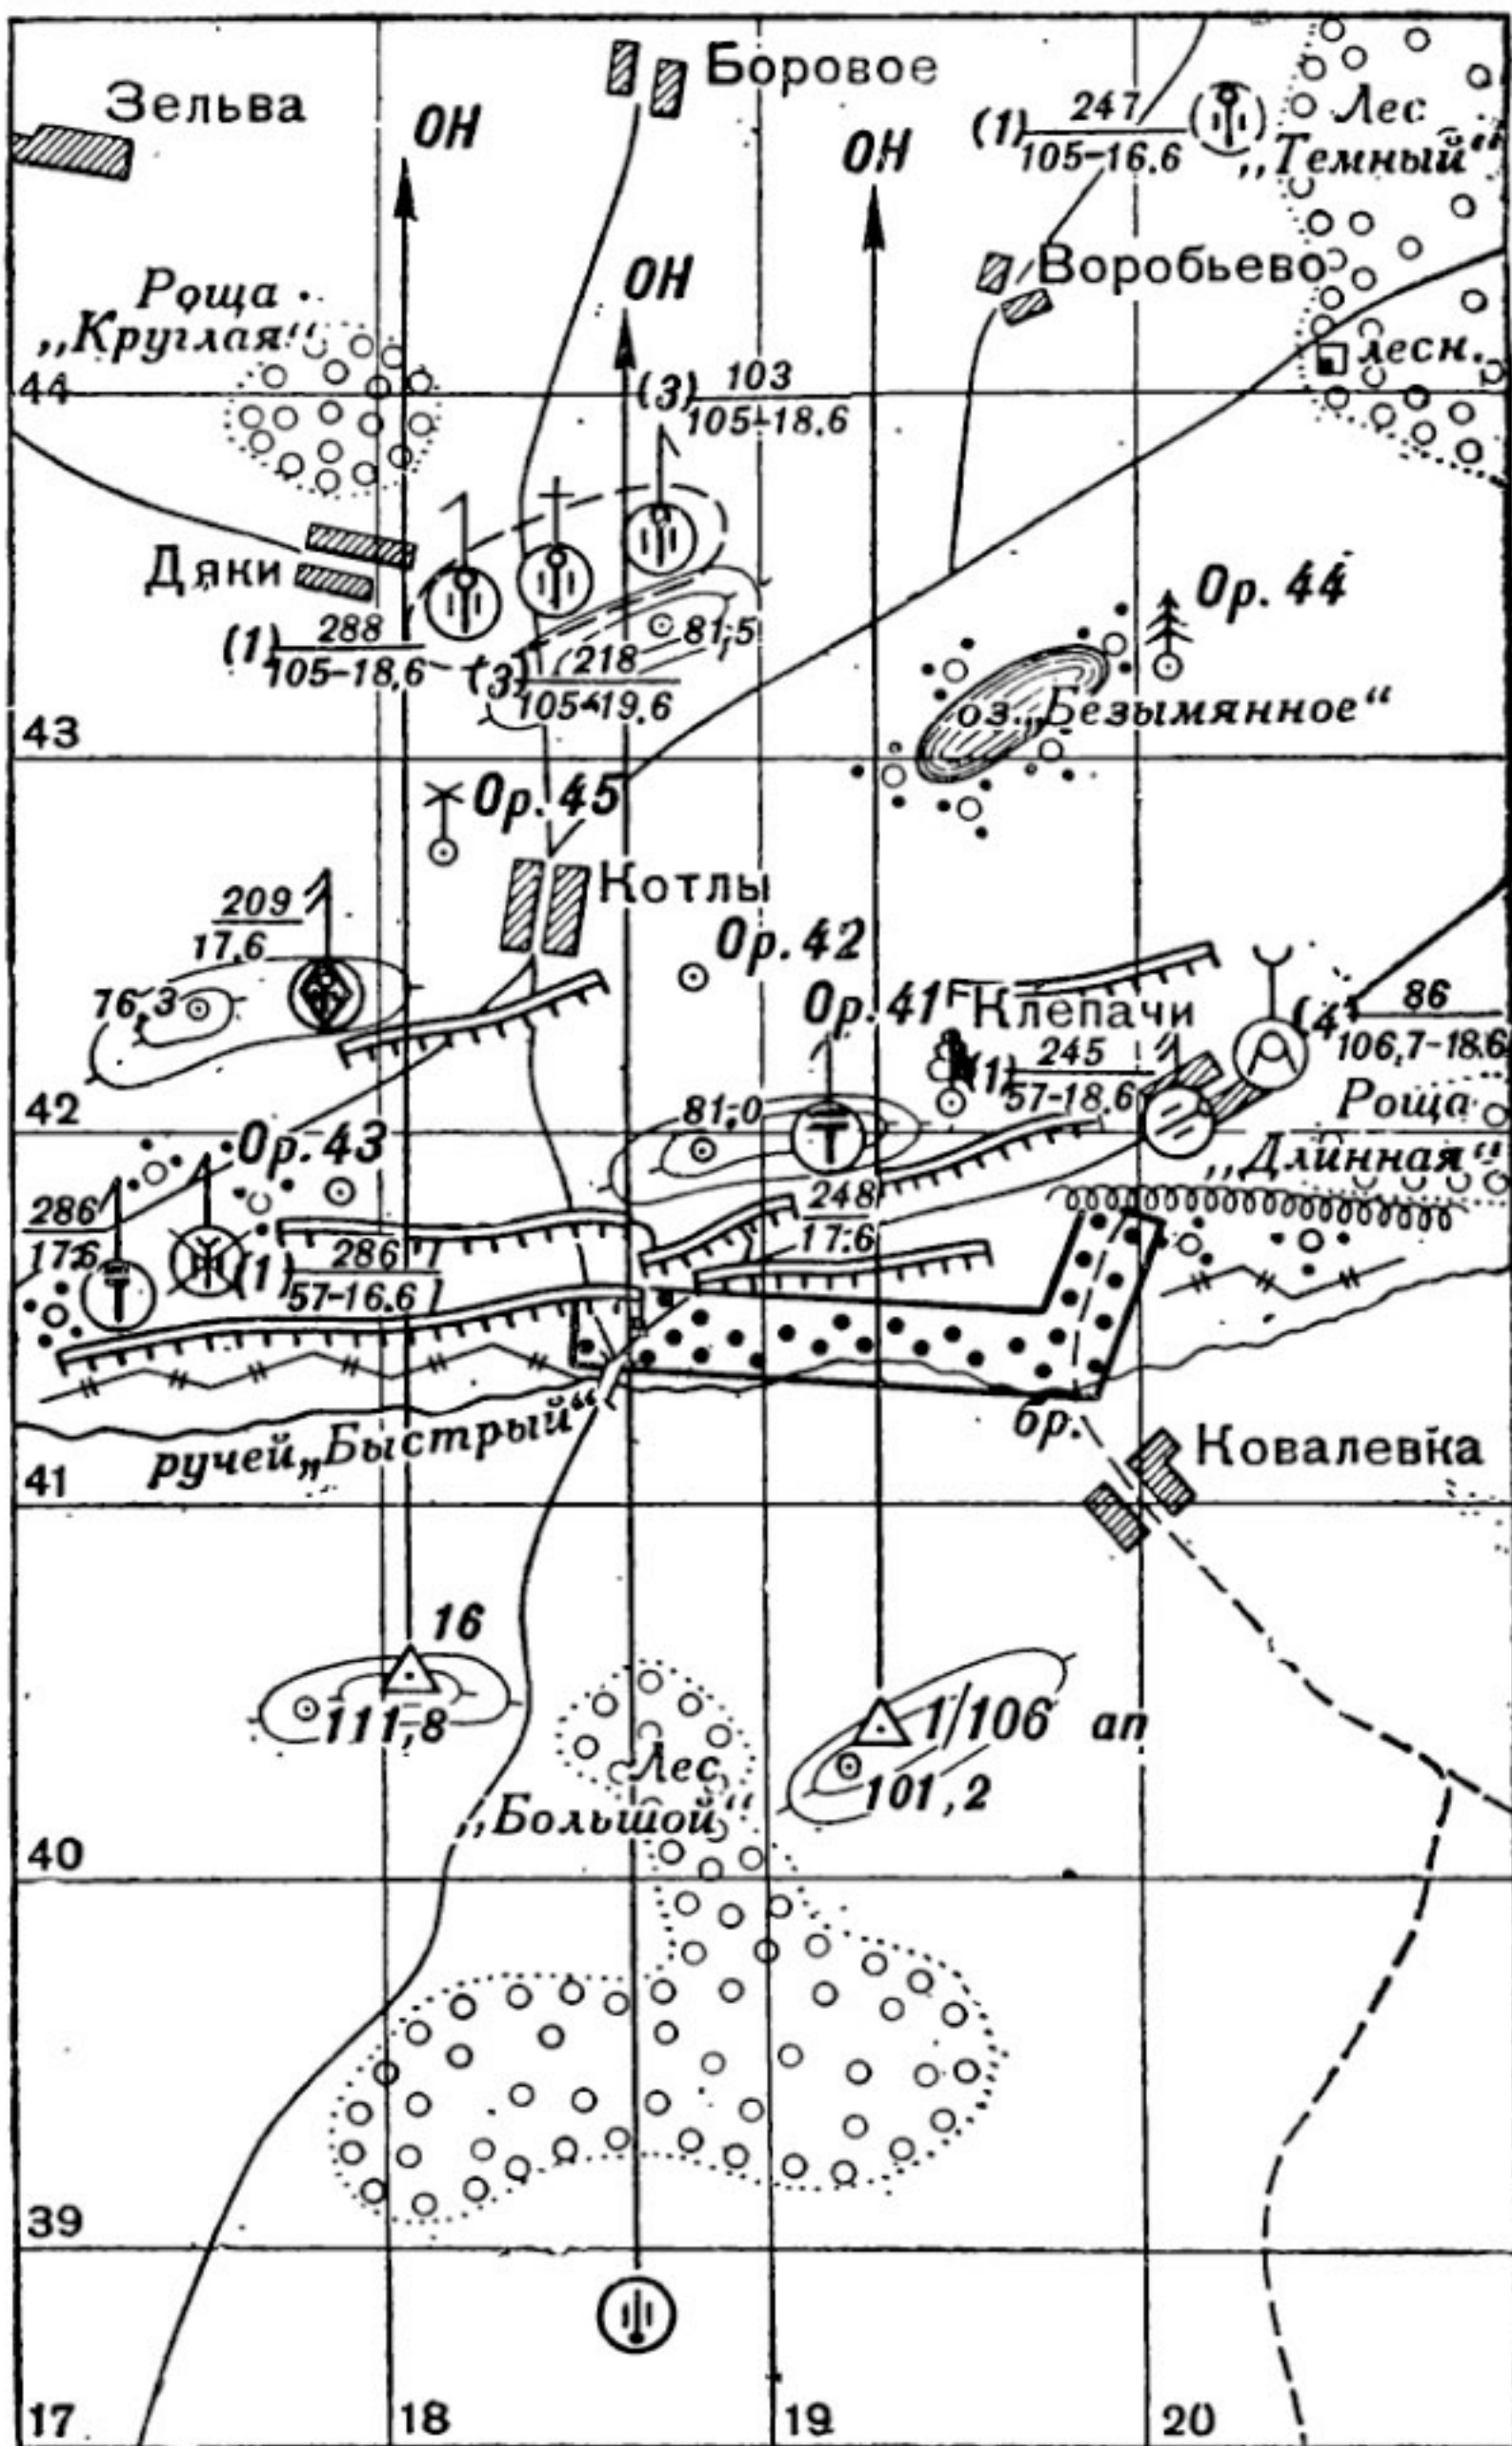 Боровое
Зельва
ОН
ОН
(1) 247
105-16.6
Лес
„Темный“
Воробьево
ОН
Роща
„Круглая“
лесн.
44
(3) 103
105-18.6
Дяки
Ор. 44
(1) 288
105-18.6
81,5
(3) 218
105-19.6
оз. „Безымянное“
43
Ор. 45
Котлы
209
17.6
Ор. 42
76,3
Ор. 41
Клепачи
(4) 86
106,7-18.6
(1) 245
57-18.6
42
81,0
Роща
„Длинная“
Ор. 43
286
17.6
248
17.6
(1) 286
57-16.6
ручей „Быстрый“
бр.
Ковалевка
41
16
111,8
1/106 ап
101,2
Лес
„Большой“
40
39
17
18
19
20